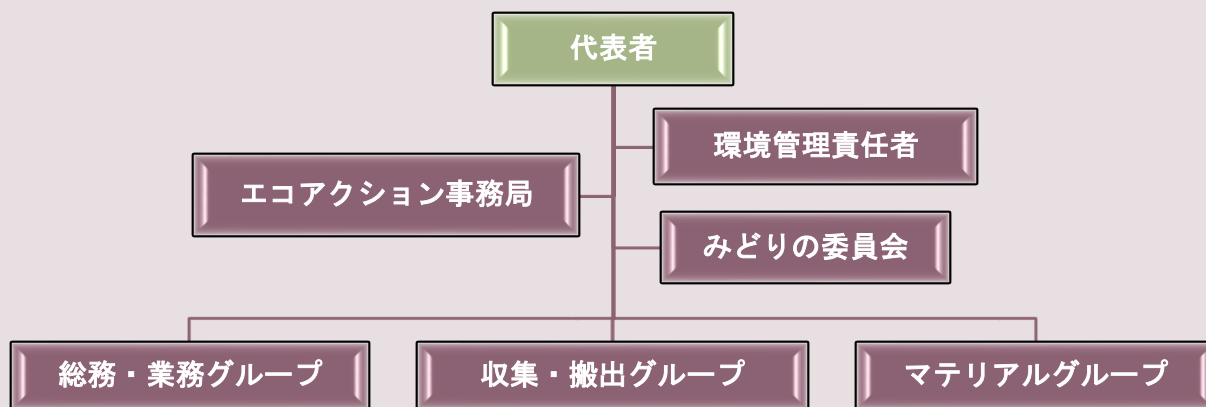 代表者
環境管理責任者
エコアクション事務局
みどりの委員会
総務・業務グループ
収集・搬出グループ
マテリアルグループ